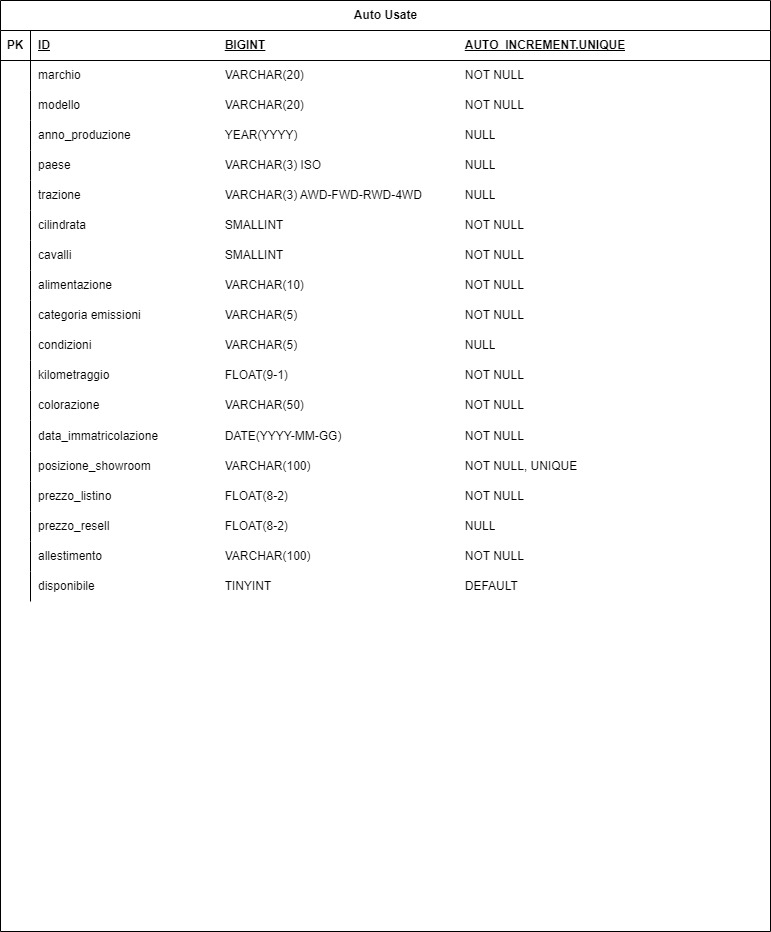 Auto Usate
PK ID BIGINT AUTO_INCREMENT.UNIQUE
marchio VARCHAR(20) NOT NULL
modello VARCHAR(20) NOT NULL
anno_produzione YEAR(YYYY) NULL
paese VARCHAR(3) ISO NULL
trazione VARCHAR(3) AWD-FWD-RWD-4WD NULL
cilindrata SMALLINT NOT NULL
cavalli SMALLINT NOT NULL
alimentazione VARCHAR(10) NOT NULL
categoria emissioni VARCHAR(5) NOT NULL
condizioni VARCHAR(5) NULL
kilometraggio FLOAT(9-1) NOT NULL
colorazione VARCHAR(50) NOT NULL
data_immatricolazione DATE(YYYY-MM-GG) NOT NULL
posizione_showroom VARCHAR(100) NOT NULL, UNIQUE
prezzo_listino FLOAT(8-2) NOT NULL
prezzo_resell FLOAT(8-2) NULL
allestimento VARCHAR(100) NOT NULL
disponibile TINYINT DEFAULT